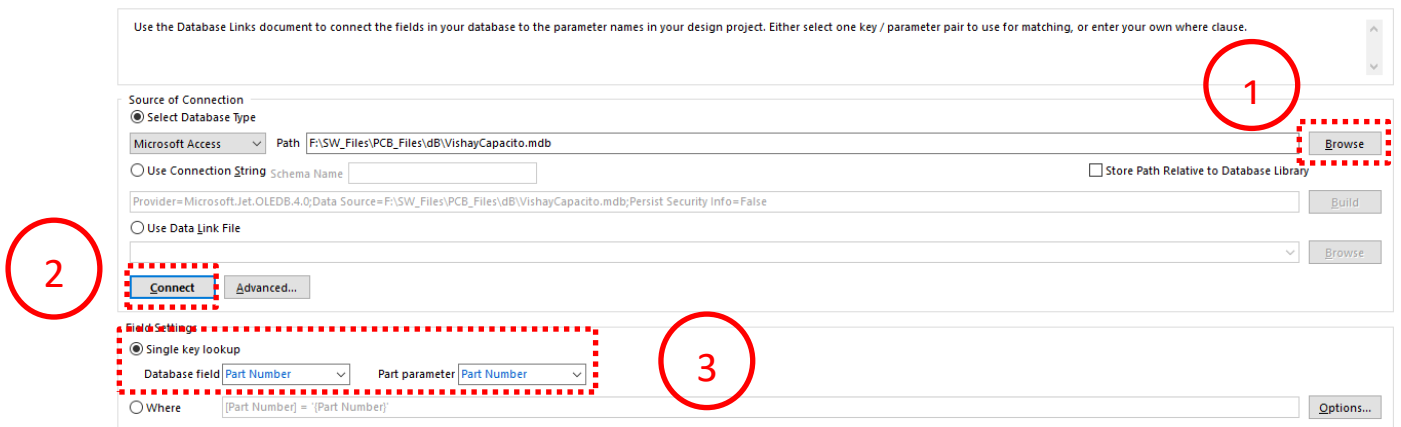 Use the Database Links document to connect the fields in your database to the parameter names in your design project. Either select one key / parameter pair to use for matching, or enter your own where clause.
1
Source of Connection
Select Database Type
Microsoft Access Path F:\SW_Files\PCB_Files\dB\VishayCapacito.mdb Browse
Use Connection String Schema Name Store Path Relative to Database Library
Provider=Microsoft.Jet.OLEDB.4.0;Data Source=F:\SW_Files\PCB_Files\dB\VishayCapacito.mdb;Persist Security Info=False Build
Use Data Link File
Browse
2
Connect Advanced...
Field Settings
Single key lookup
3
Database field Part Number Part parameter Part Number
Where [Part Number] = '{Part Number}' Options...